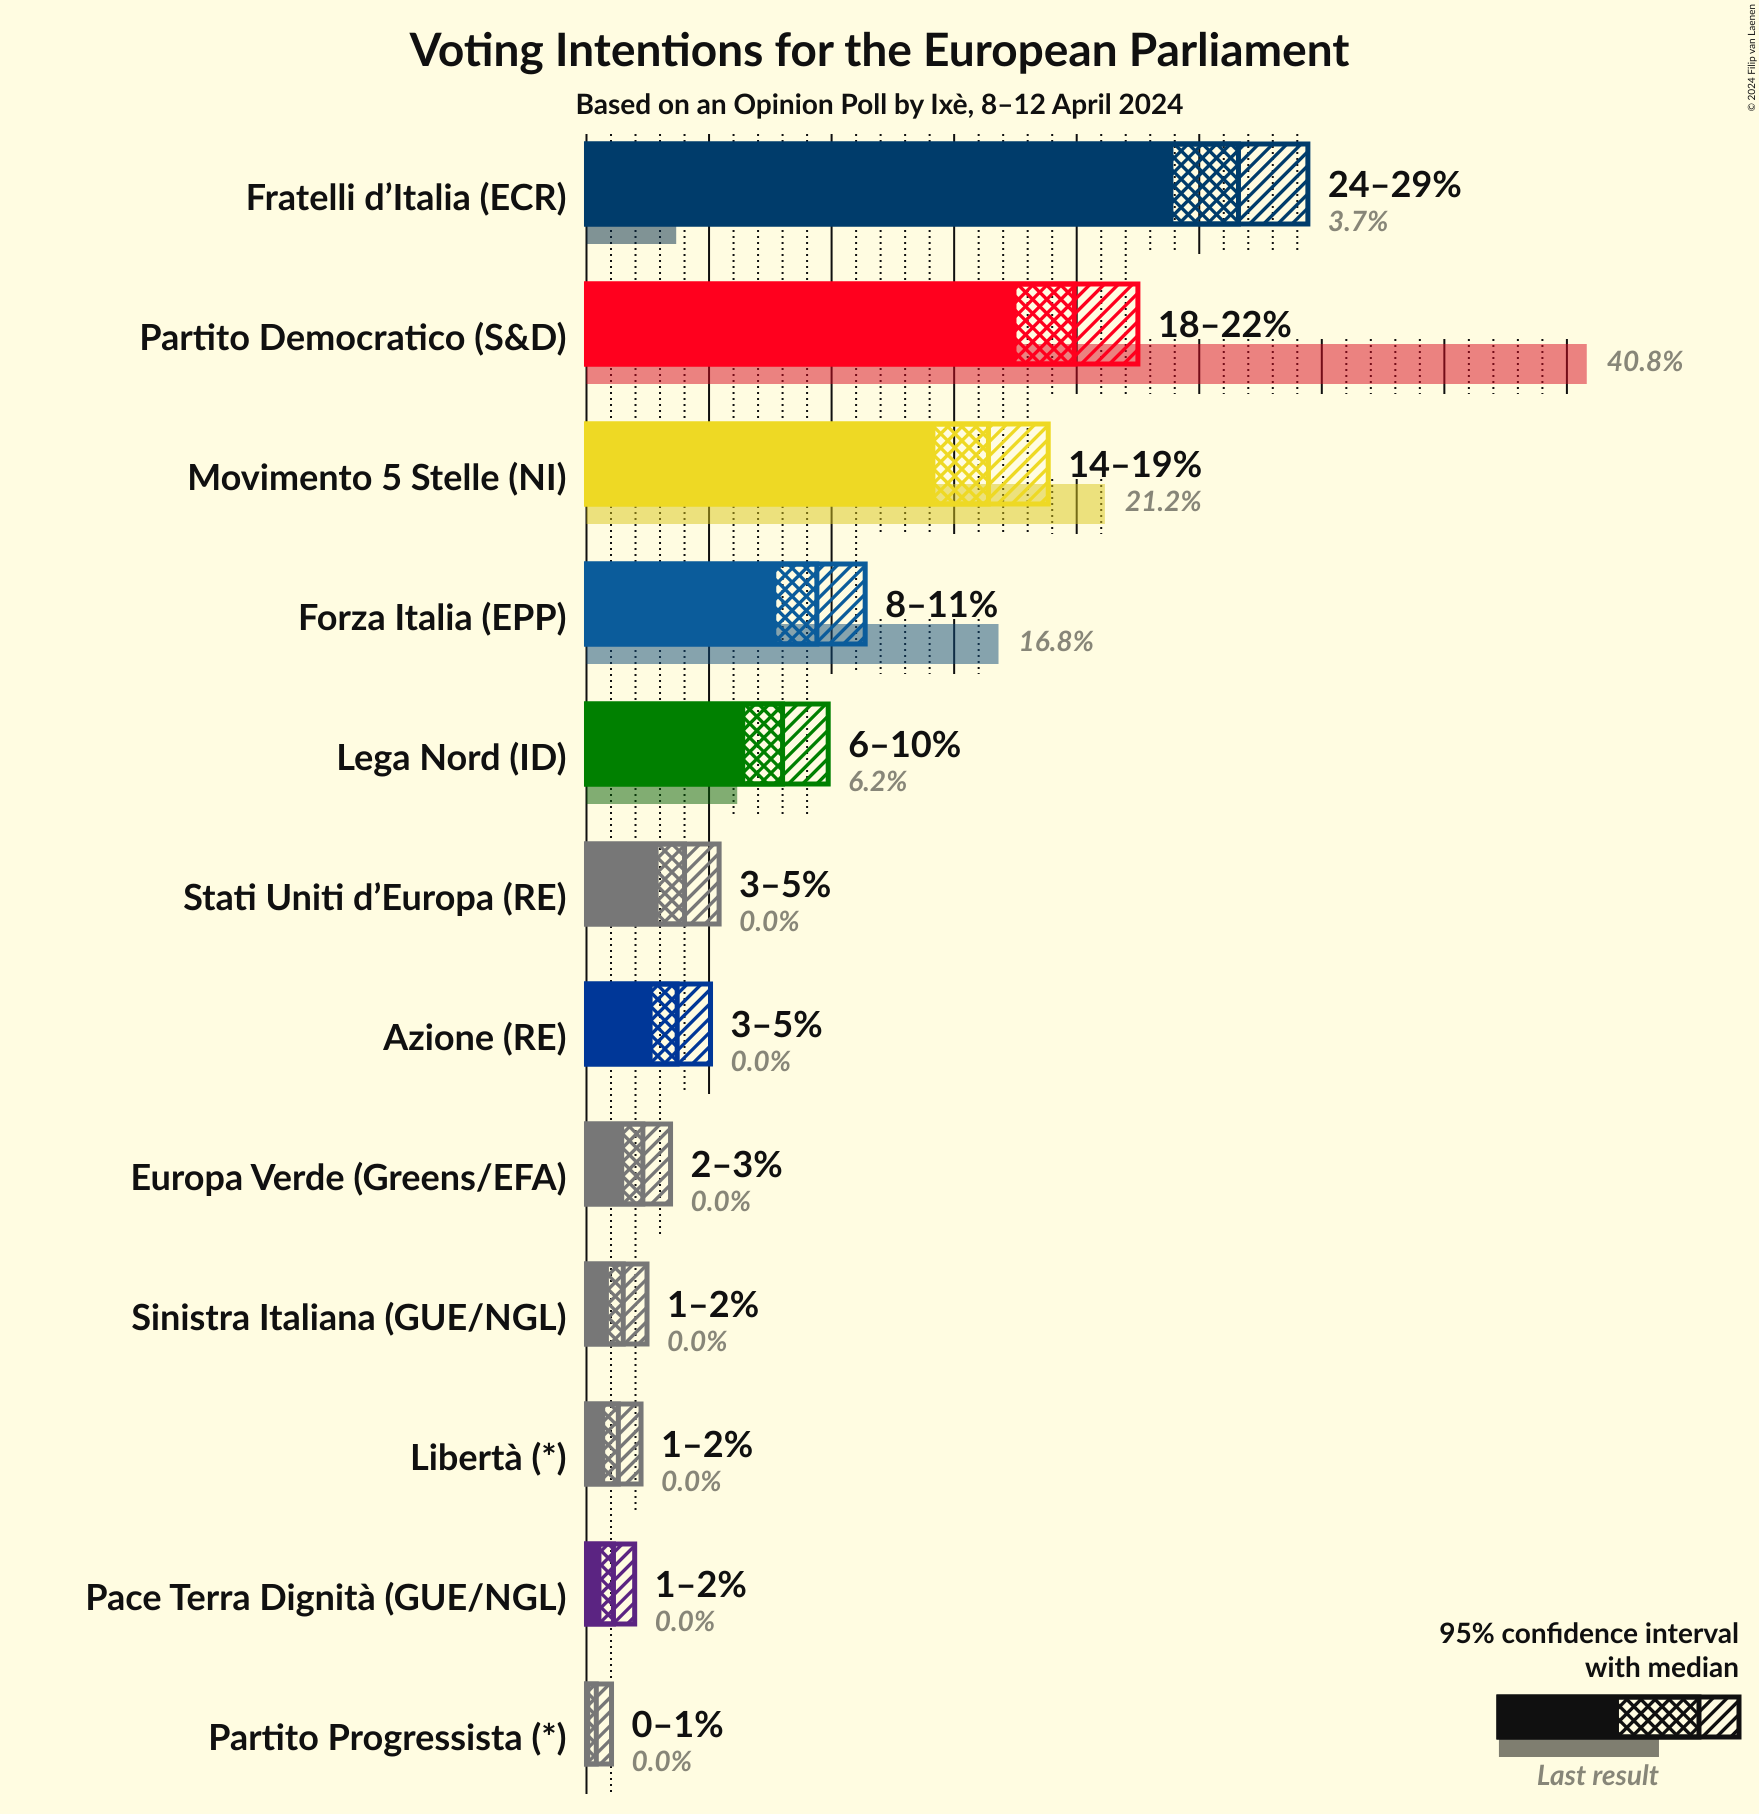 Voting Intentions for the European Parliament
Based on an Opinion Poll by Ixè, 8–12 April 2024
© 2024 Filip van Laenen
Fratelli d’Italia (ECR)
24–29%
3.7%
Partito Democratico (S&D)
18–22%
40.8%
Movimento 5 Stelle (NI)
14–19%
21.2%
Forza Italia (EPP)
8–11%
16.8%
Lega Nord (ID)
6–10%
6.2%
Stati Uniti d’Europa (RE)
3–5%
0.0%
Azione (RE)
3–5%
0.0%
Europa Verde (Greens/EFA)
2–3%
0.0%
Sinistra Italiana (GUE/NGL)
1–2%
0.0%
Libertà (*)
1–2%
0.0%
Pace Terra Dignità (GUE/NGL)
1–2%
0.0%
Partito Progressista (*)
0–1%
0.0%
95% confidence interval
with median
Last result